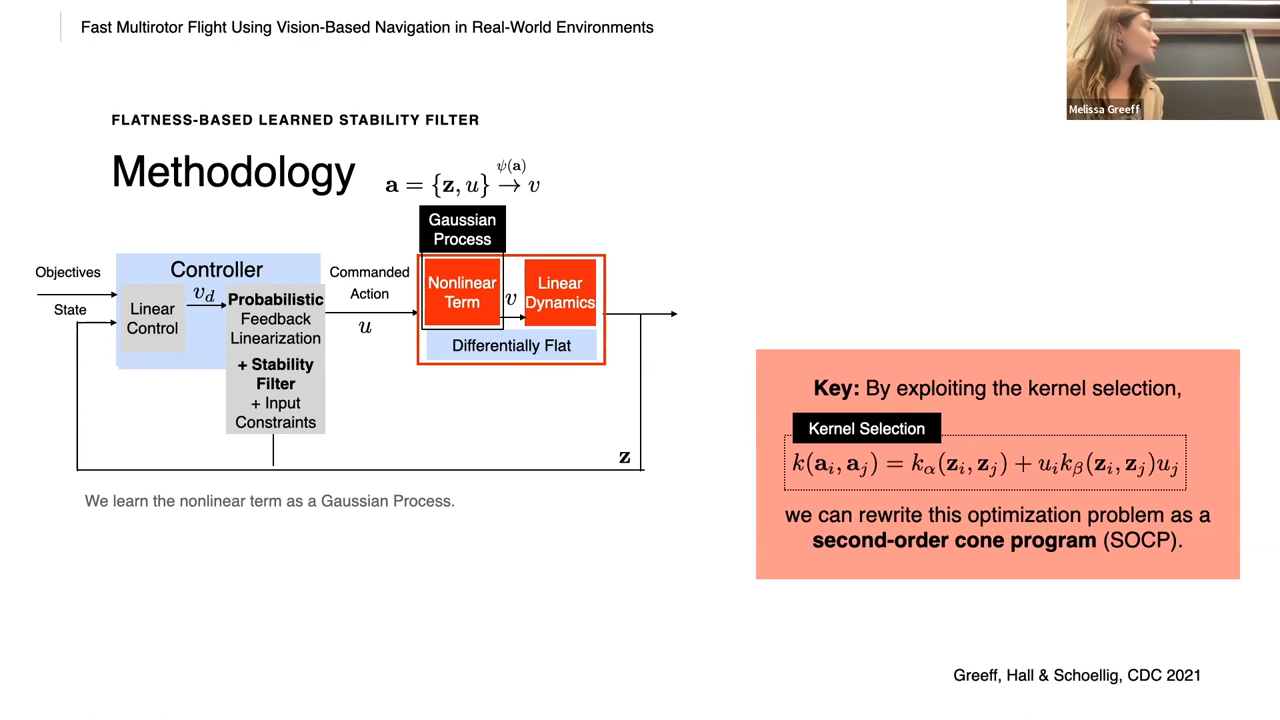 Fast Multirotor Flight Using Vision-Based Navigation in Real-World Environments
Melissa Greeff
FLATNESS-BASED LEARNED STABILITY FILTER
Methodology
ψ(a)
a = {z, u} → v
Gaussian
Process
Objectives
State
Controller
Linear
Control
v_d
Probabilistic
Feedback
Linearization
+ Stability
Filter
+ Input
Constraints
Commanded
Action
u
Nonlinear
Term
v
Linear
Dynamics
Differentially Flat
z
We learn the nonlinear term as a Gaussian Process.
Key: By exploiting the kernel selection,
Kernel Selection
k(a_i, a_j) = k_α(z_i, z_j) + u_i k_β(z_i, z_j)u_j
we can rewrite this optimization problem as a
second-order cone program (SOCP).
Greeff, Hall & Schoellig, CDC 2021